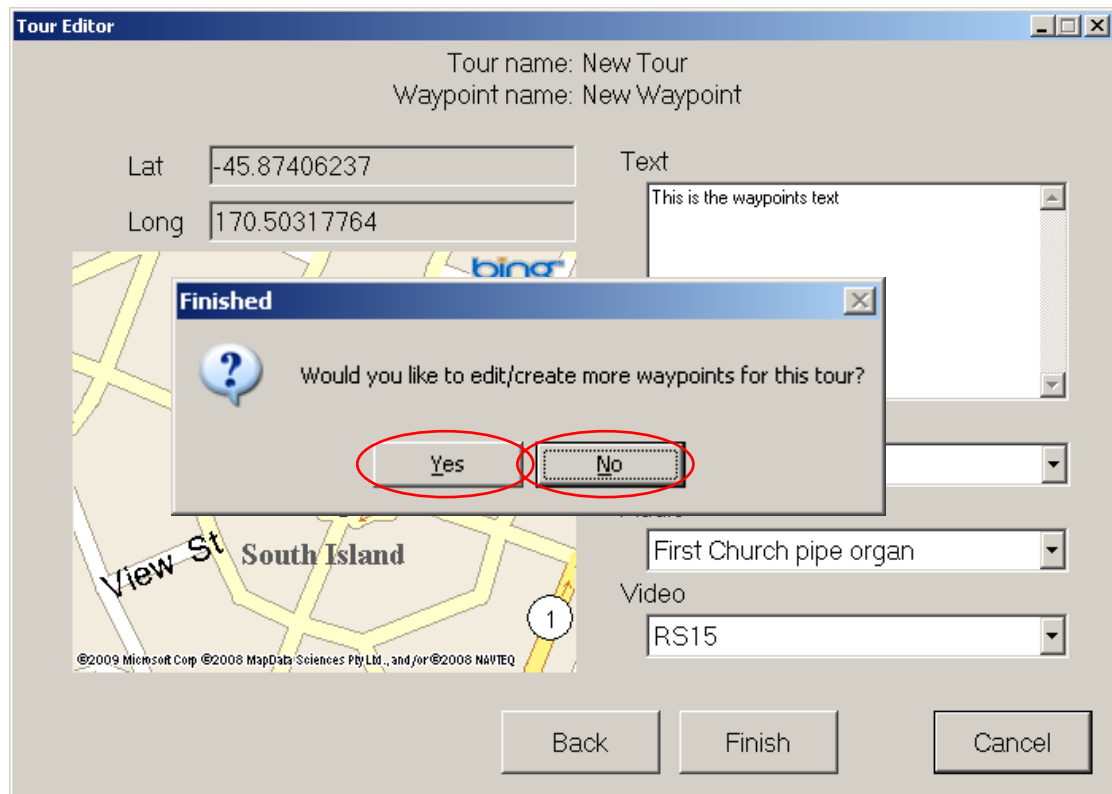 Tour Editor
Tour name: New Tour
Waypoint name: New Waypoint
Lat
-45.87406237
Long
170.50317764
Text
This is the waypoints text
bing™
Finished
Would you like to edit/create more waypoints for this tour?
Yes
No
First Church pipe organ
Video
RS15
View St
South Island
1
©2009 Microsoft Corp ©2008 MapData Sciences Pty Ltd., and/or©2008 NAVTEQ
Back
Finish
Cancel